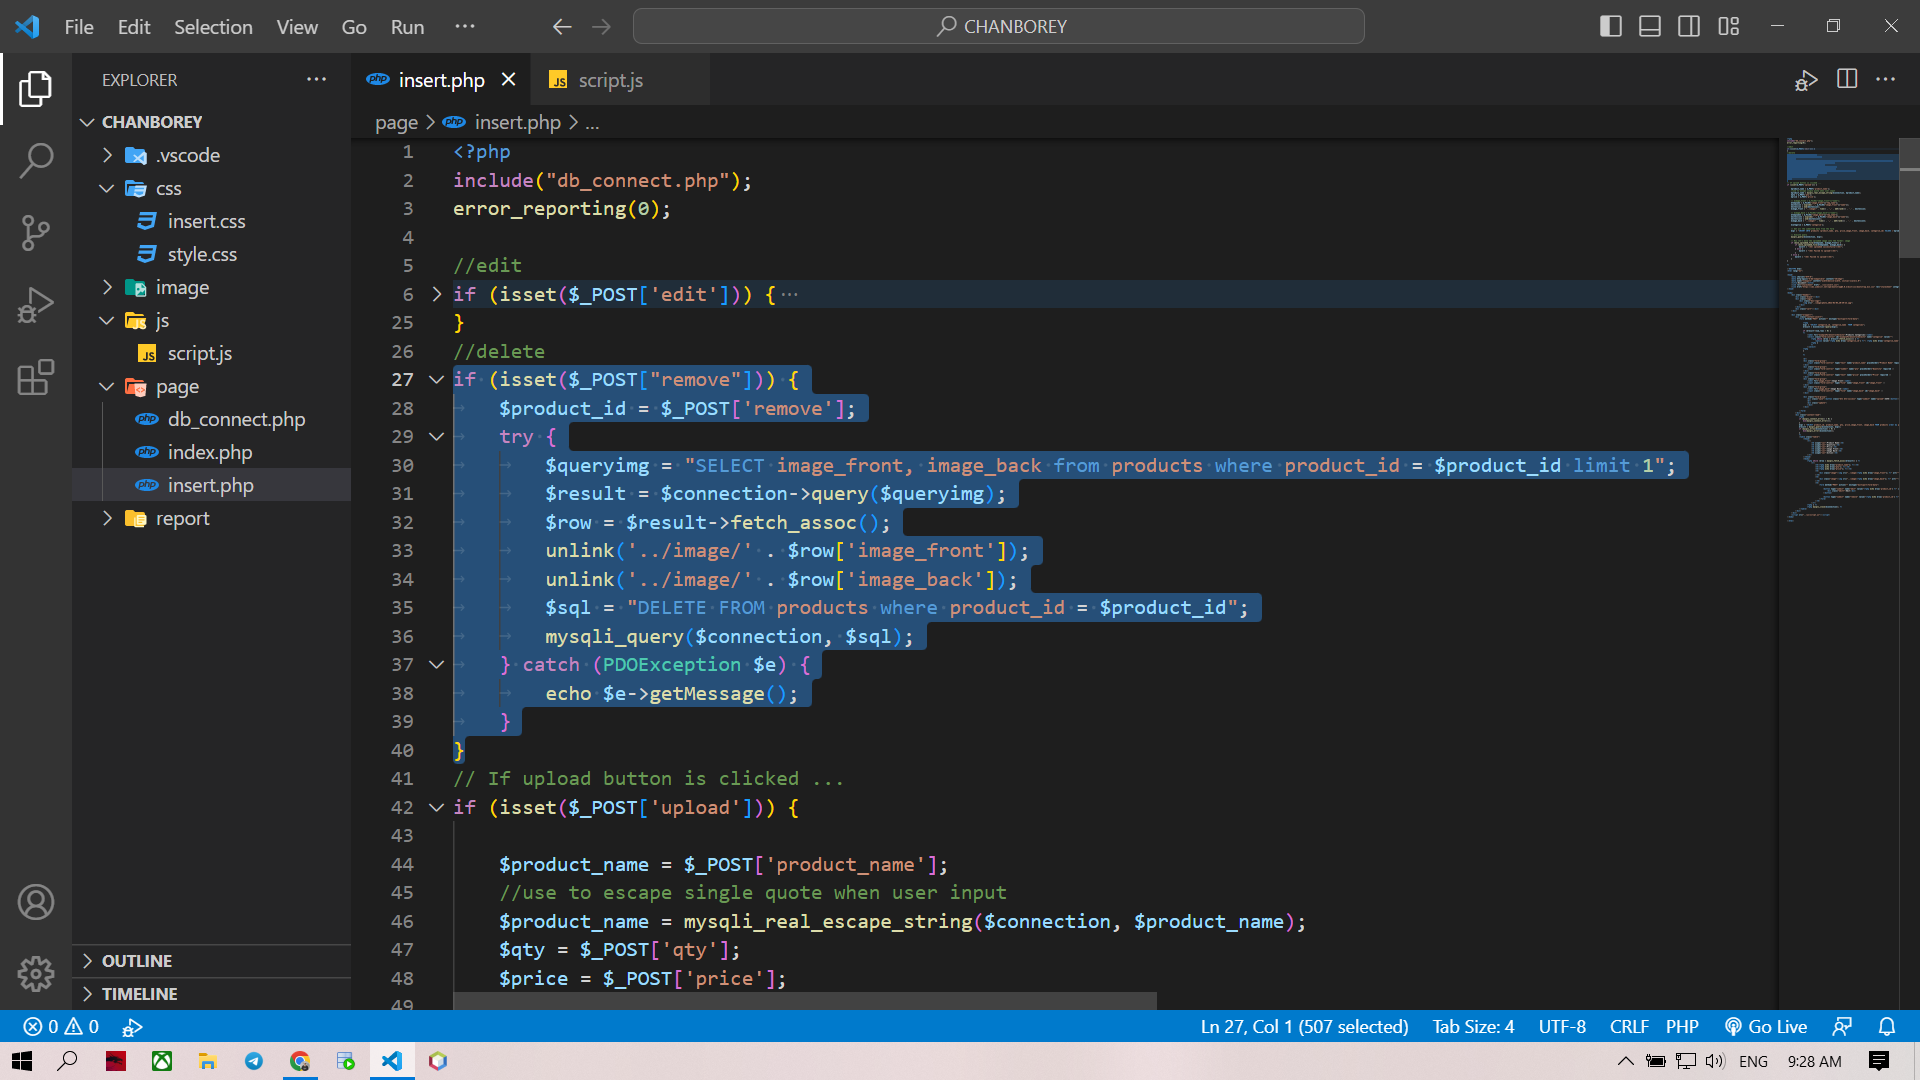 File Edit Selection View Go Run ··· CHANBOREY
EXPLORER ···
insert.php
JS script.js
page > insert.php > ...
CHANBOREY
.vscode
css
insert.css
style.css
image
js
JS script.js
page
db_connect.php
index.php
insert.php
report
OUTLINE
TIMELINE
1 <?php
2 include("db_connect.php");
3 error_reporting(0);
4
5 //edit
6 if (isset($_POST['edit'])) {···
25 }
26 //delete
27 if (isset($_POST["remove"])) {
28 $product_id = $_POST['remove'];
29 try {
30 $queryimg = "SELECT image_front, image_back from products where product_id = $product_id limit 1";
31 $result = $connection->query($queryimg);
32 $row = $result->fetch_assoc();
33 unlink('../image/' . $row['image_front']);
34 unlink('../image/' . $row['image_back']);
35 $sql = "DELETE FROM products where product_id = $product_id";
36 mysqli_query($connection, $sql);
37 } catch (PDOException $e) {
38 echo $e->getMessage();
39 }
40 }
41 // If upload button is clicked ...
42 if (isset($_POST['upload'])) {
43
44 $product_name = $_POST['product_name'];
45 //use to escape single quote when user input
46 $product_name = mysqli_real_escape_string($connection, $product_name);
47 $qty = $_POST['qty'];
48 $price = $_POST['price'];
49
0 0 Ln 27, Col 1 (507 selected) Tab Size: 4 UTF-8 CRLF PHP Go Live
ENG 9:28 AM